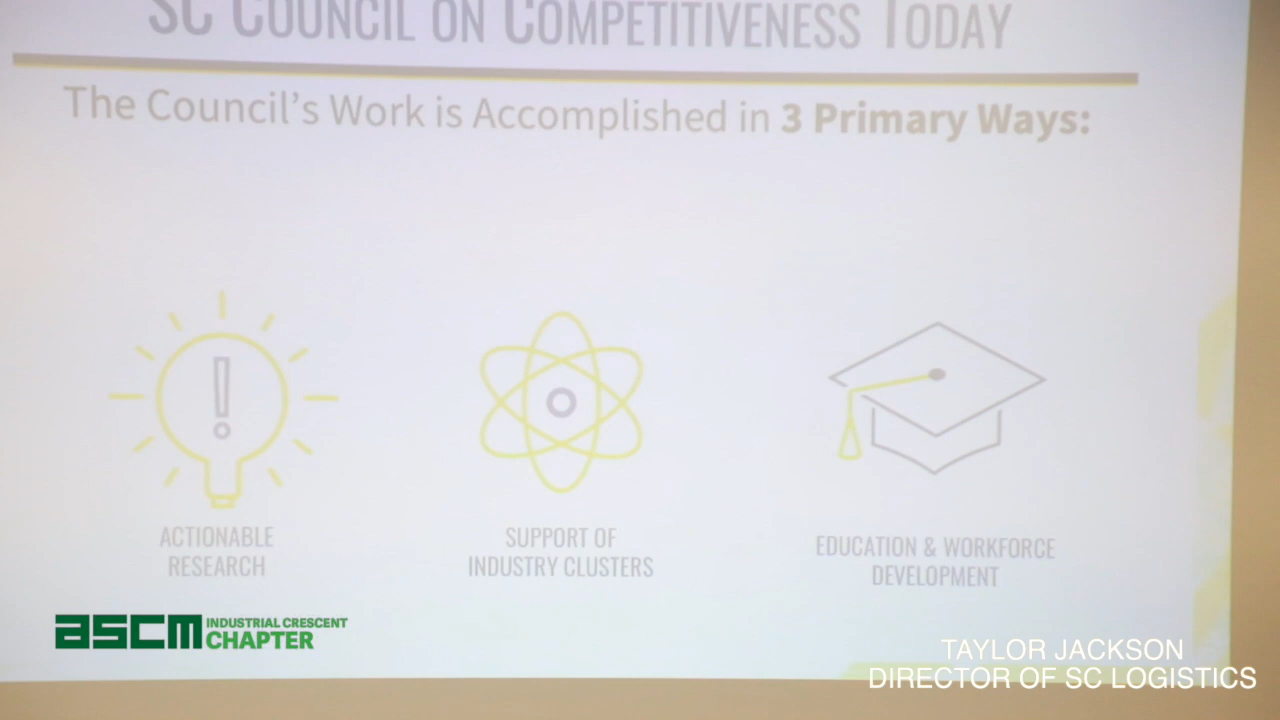 SC COUNCIL ON COMPETITIVENESS TODAY
The Council's Work is Accomplished in 3 Primary Ways:
ACTIONABLE
RESEARCH
SUPPORT OF
INDUSTRY CLUSTERS
EDUCATION & WORKFORCE
DEVELOPMENT
ascm INDUSTRIAL CRESCENT
CHAPTER
TAYLOR JACKSON
DIRECTOR OF SC LOGISTICS